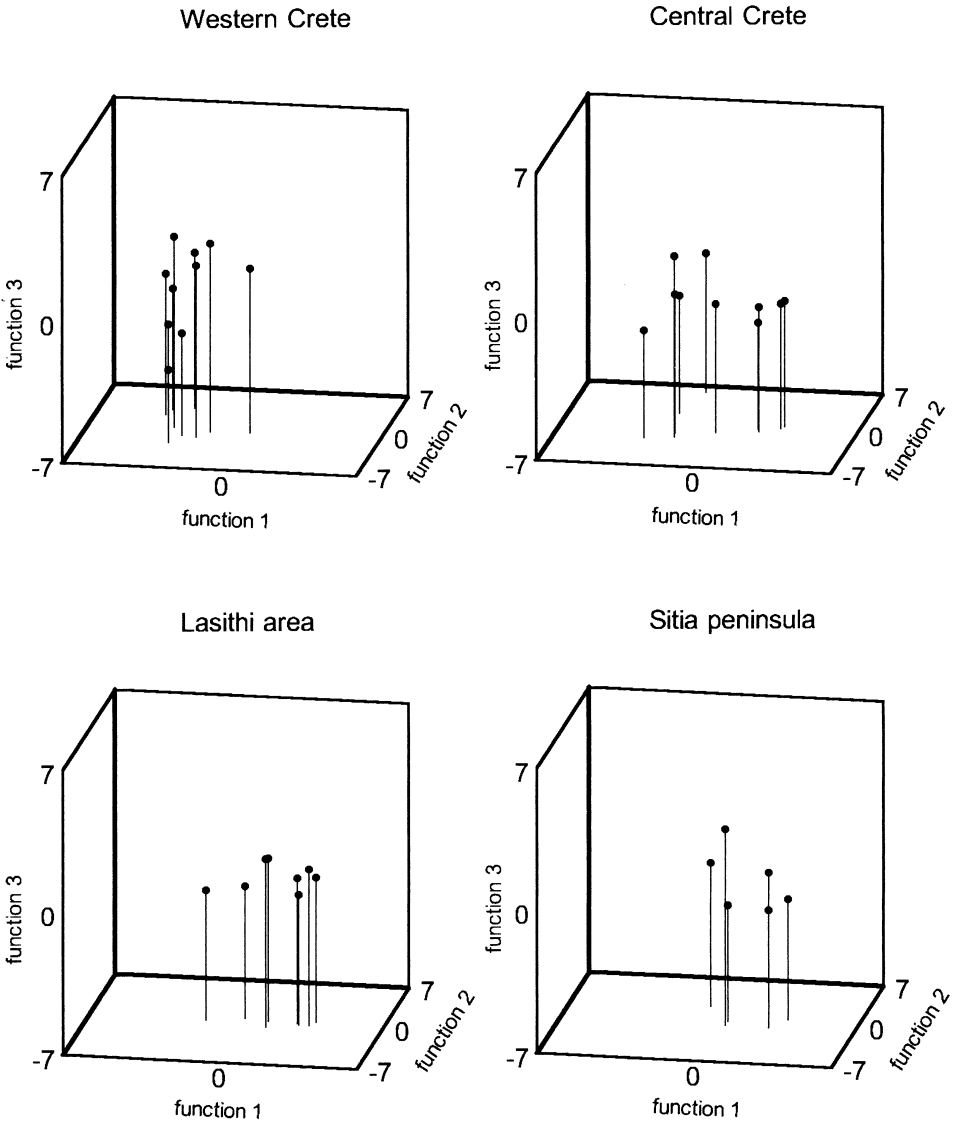 Western Crete
7
0
-7
function 3
0
function 1
7
0
-7
function 2
Central Crete
7
0
-7
function 3
0
function 1
7
0
-7
function 2
Lasithi area
7
0
-7
function 3
0
function 1
7
0
-7
function 2
Sitia peninsula
7
0
-7
function 3
0
function 1
7
0
-7
function 2